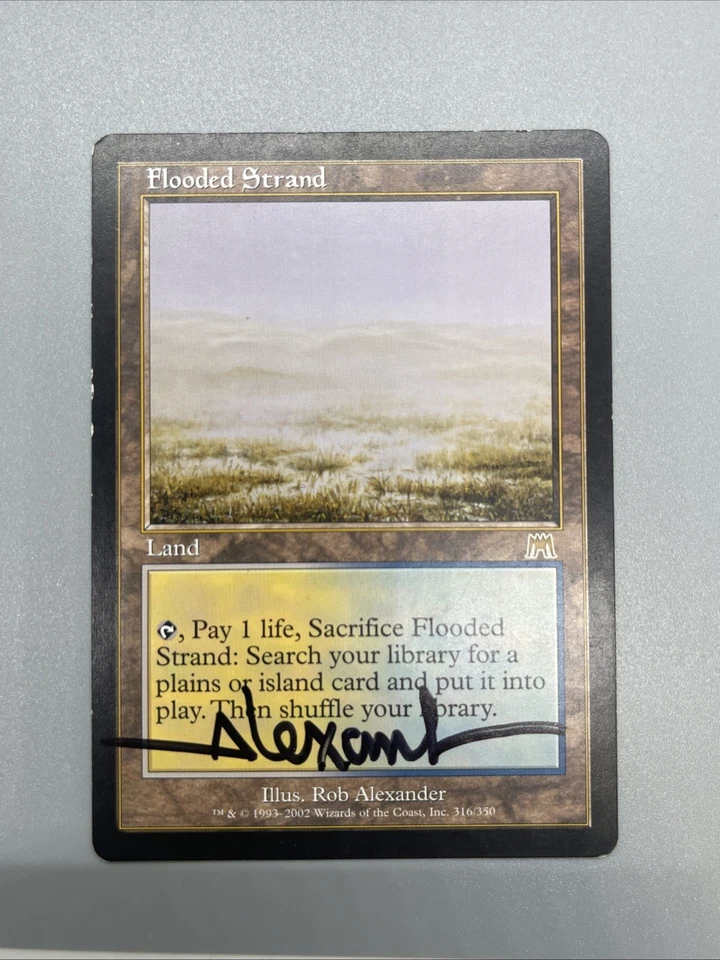 Flooded Strand
Land
, Pay 1 life, Sacrifice Flooded
Strand: Search your library for a
plains or island card and put it into
play. Then shuffle your library.
Illus. Rob Alexander
™ & © 1993–2002 Wizards of the Coast, Inc. 316/350